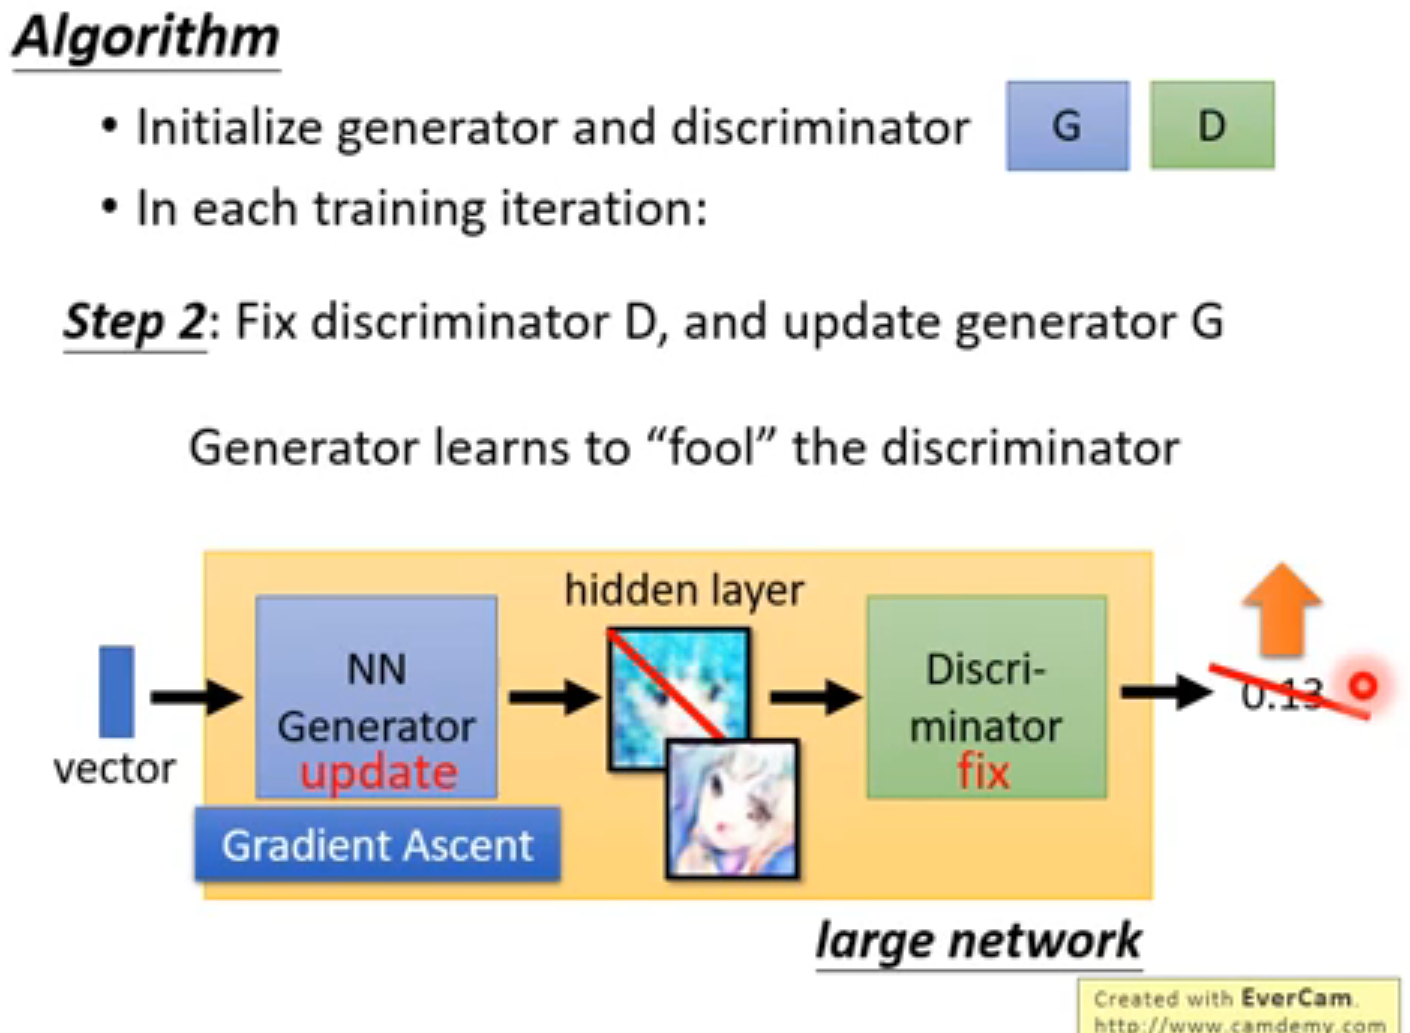 Algorithm
• Initialize generator and discriminator G D
• In each training iteration:
Step 2: Fix discriminator D, and update generator G
Generator learns to “fool” the discriminator
hidden layer
NN
Generator
update
Discri-
minator
fix
0.13
vector
Gradient Ascent
large network
Created with EverCam.
http://www.camdemy.com